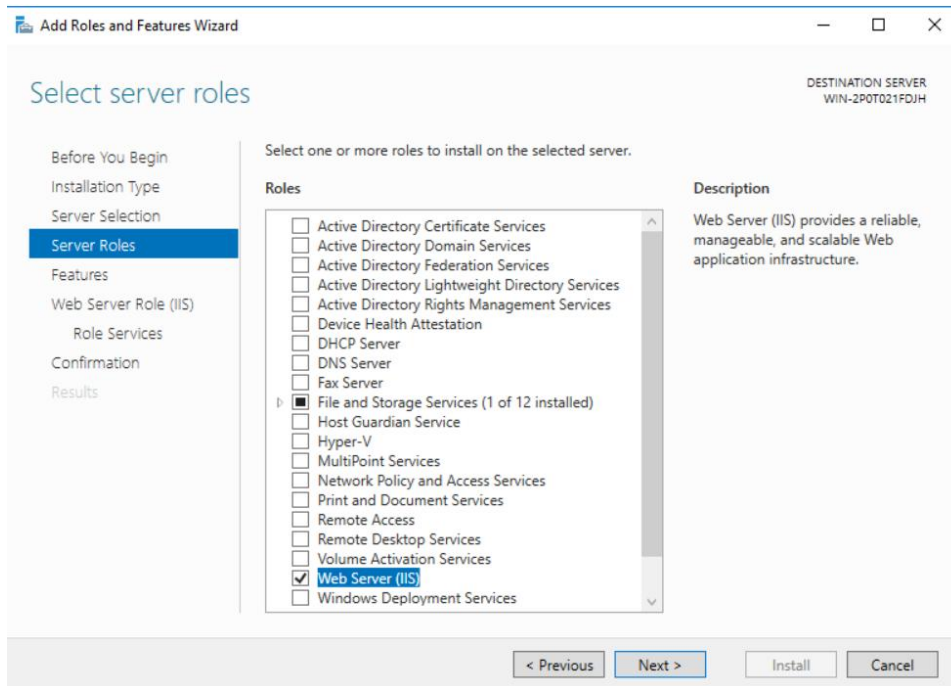 Add Roles and Features Wizard
Select server roles
DESTINATION SERVER
WIN-2P0T021FDJH
Before You Begin
Installation Type
Server Selection
Server Roles
Features
Web Server Role (IIS)
Role Services
Confirmation
Results
Select one or more roles to install on the selected server.
Roles
Active Directory Certificate Services
Active Directory Domain Services
Active Directory Federation Services
Active Directory Lightweight Directory Services
Active Directory Rights Management Services
Device Health Attestation
DHCP Server
DNS Server
Fax Server
File and Storage Services (1 of 12 installed)
Host Guardian Service
Hyper-V
MultiPoint Services
Network Policy and Access Services
Print and Document Services
Remote Access
Remote Desktop Services
Volume Activation Services
Web Server (IIS)
Windows Deployment Services
Description
Web Server (IIS) provides a reliable,
manageable, and scalable Web
application infrastructure.
< Previous
Next >
Install
Cancel